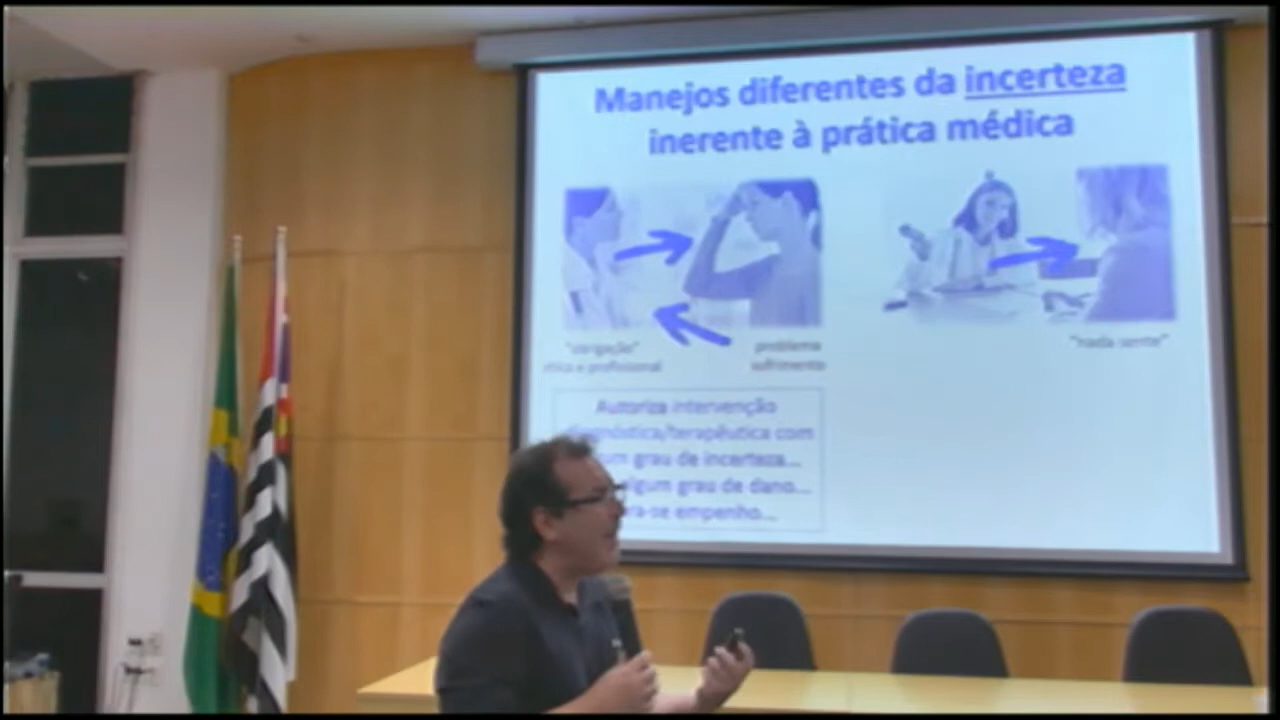 Manejos diferentes da incerteza
inerente à prática médica
"obrigação"
ética e profissional
problema
sofrimento
"nada sente"
Autoriza intervenção
diagnóstica/terapêutica com
grau de incerteza...
algum grau de dano...
empenho...